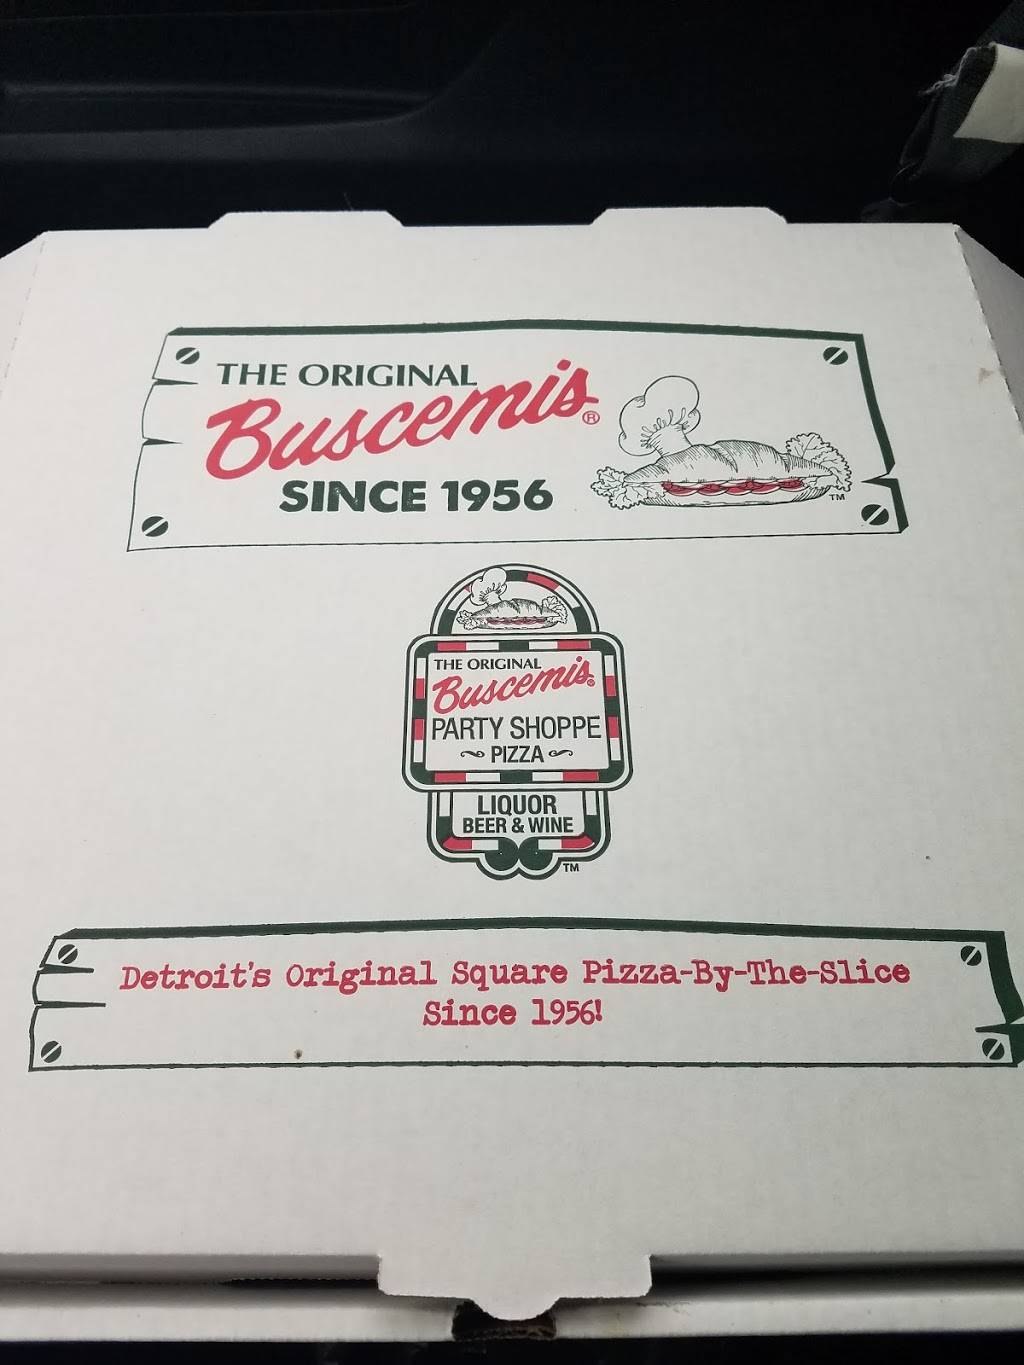 THE ORIGINAL
Buscemis®
SINCE 1956
TM
THE ORIGINAL
Buscemis®
PARTY SHOPPE
PIZZA
LIQUOR
BEER & WINE
TM
Detroit's Original Square Pizza-By-The-Slice
Since 1956!